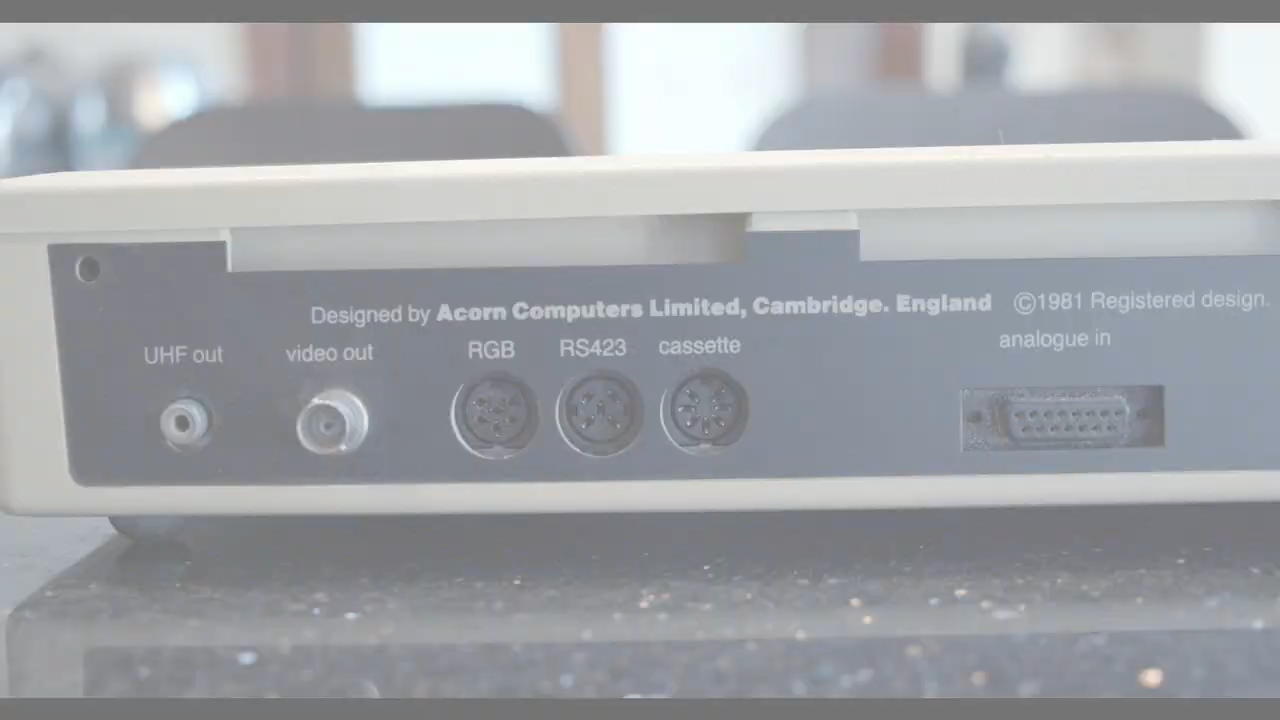 Designed by Acorn Computers Limited, Cambridge. England ©1981 Registered design.
UHF out video out RGB RS423 cassette analogue in